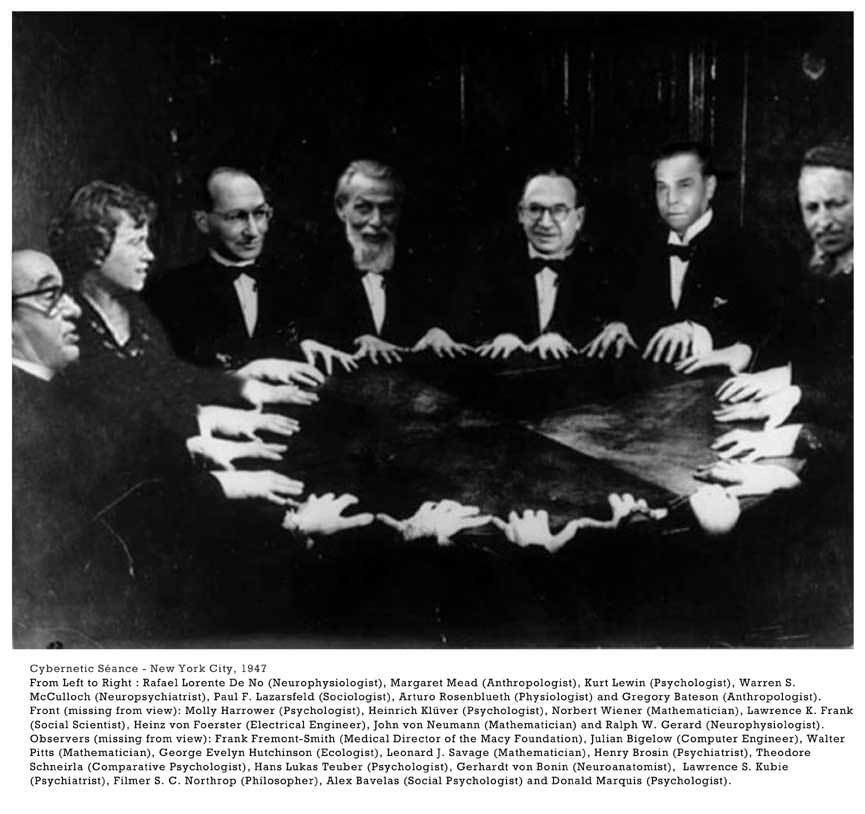 Cybernetic Séance - New York City, 1947
From Left to Right : Rafael Lorente De No (Neurophysiologist), Margaret Mead (Anthropologist), Kurt Lewin (Psychologist), Warren S.
McCulloch (Neuropsychiatrist), Paul F. Lazarsfeld (Sociologist), Arturo Rosenblueth (Physiologist) and Gregory Bateson (Anthropologist).
Front (missing from view): Molly Harrower (Psychologist), Heinrich Klüver (Psychologist), Norbert Wiener (Mathematician), Lawrence K. Frank
(Social Scientist), Heinz von Foerster (Electrical Engineer), John von Neumann (Mathematician) and Ralph W. Gerard (Neurophysiologist).
Observers (missing from view): Frank Fremont-Smith (Medical Director of the Macy Foundation), Julian Bigelow (Computer Engineer), Walter
Pitts (Mathematician), George Evelyn Hutchinson (Ecologist), Leonard J. Savage (Mathematician), Henry Brosin (Psychiatrist), Theodore
Schneirla (Comparative Psychologist), Hans Lukas Teuber (Psychologist), Gerhardt von Bonin (Neuroanatomist), Lawrence S. Kubie
(Psychiatrist), Filmer S. C. Northrop (Philosopher), Alex Bavelas (Social Psychologist) and Donald Marquis (Psychologist).